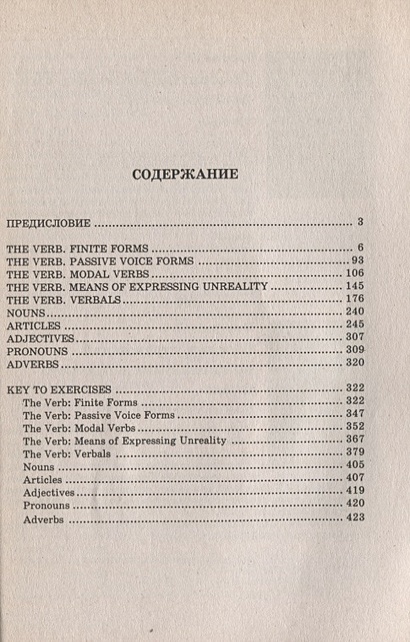 СОДЕРЖАНИЕ
ПРЕДИСЛОВИЕ ........ 3
THE VERB. FINITE FORMS ........ 6
THE VERB. PASSIVE VOICE FORMS ........ 93
THE VERB. MODAL VERBS ........ 106
THE VERB. MEANS OF EXPRESSING UNREALITY ........ 145
THE VERB. VERBALS ........ 176
NOUNS ........ 240
ARTICLES ........ 245
ADJECTIVES ........ 307
PRONOUNS ........ 309
ADVERBS ........ 320
KEY TO EXERCISES ........ 322
The Verb: Finite Forms ........ 322
The Verb: Passive Voice Forms ........ 347
The Verb: Modal Verbs ........ 352
The Verb: Means of Expressing Unreality ........ 367
The Verb: Verbals ........ 379
Nouns ........ 405
Articles ........ 407
Adjectives ........ 419
Pronouns ........ 420
Adverbs ........ 423